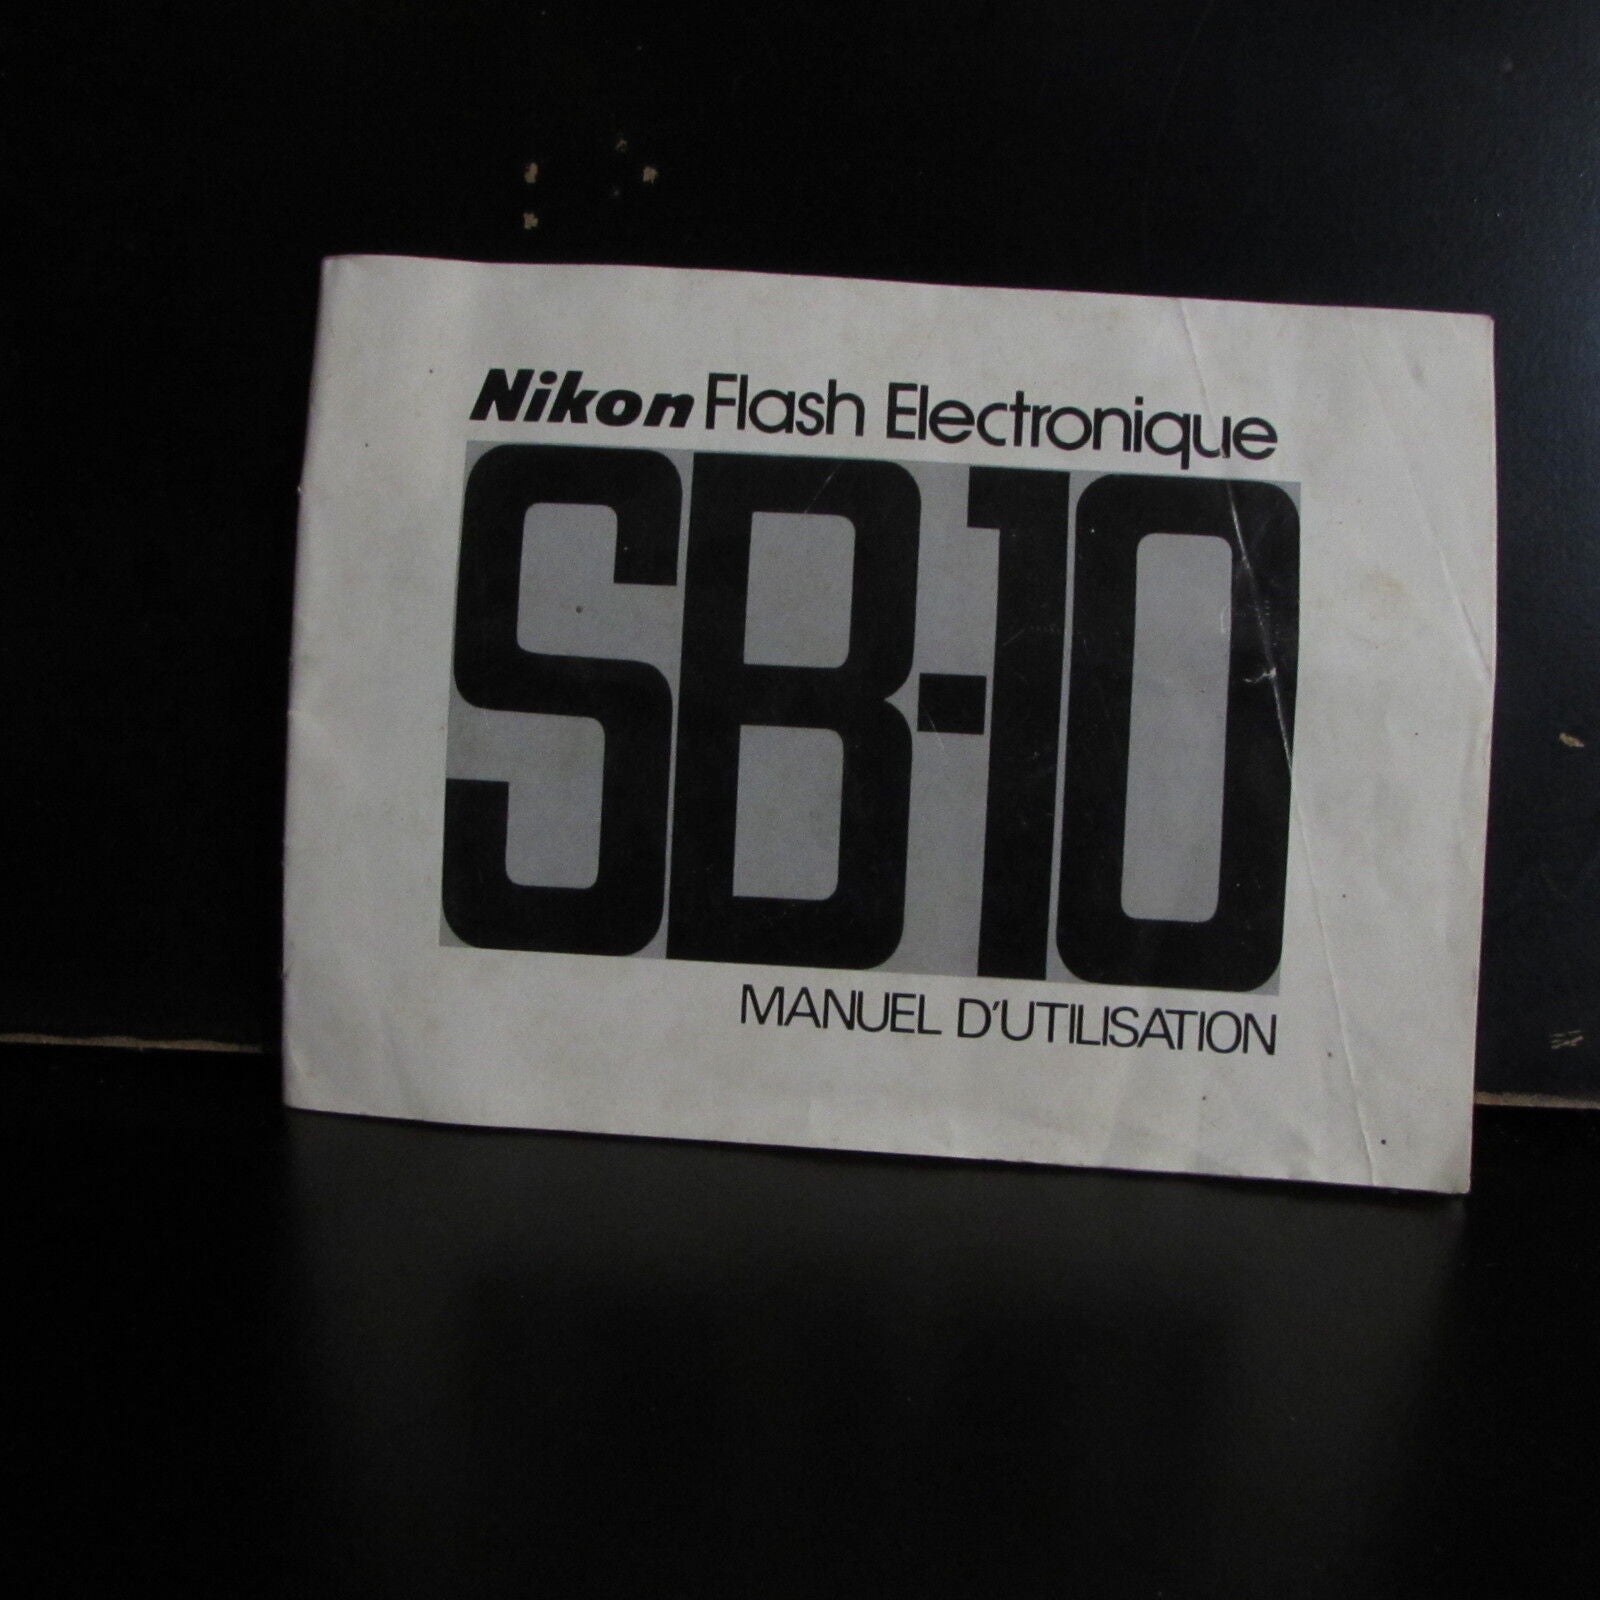 Nikon Flash Electronique
SB-10
MANUEL D'UTILISATION